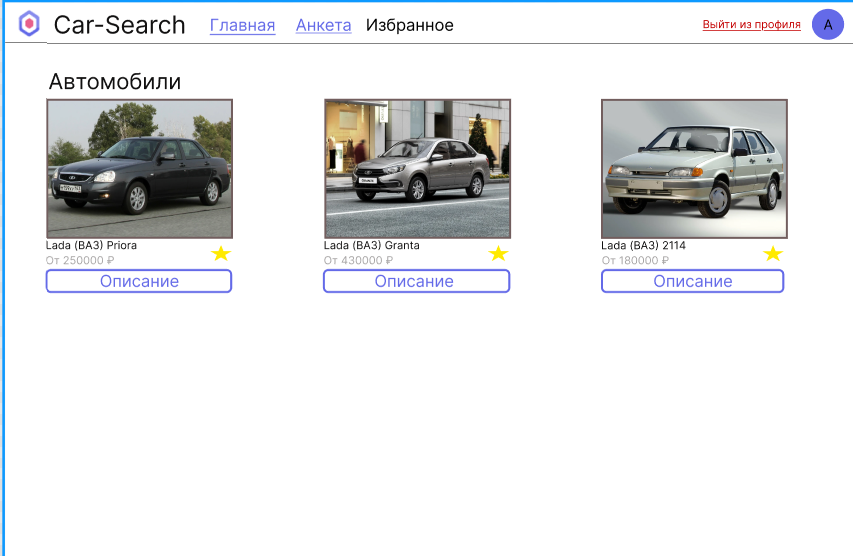 Car-Search Главная Анкета Избранное Выйти из профиля А
Автомобили
Lada (ВАЗ) Priora
От 250000 ₽
Описание
Lada (ВАЗ) Granta
От 430000 ₽
Описание
Lada (ВАЗ) 2114
От 180000 ₽
Описание